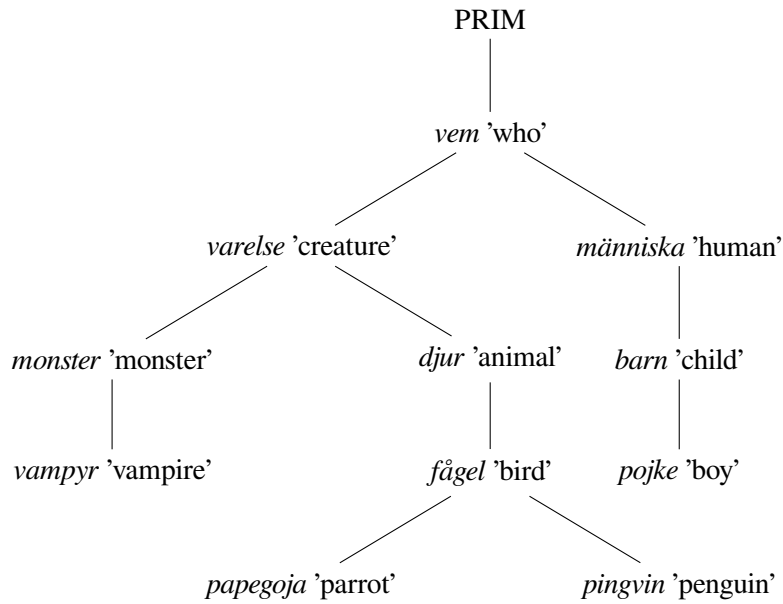 PRIM
vem ’who’
varelse ’creature’ människa ’human’
monster ’monster’ djur ’animal’ barn ’child’
vampyr ’vampire’ fågel ’bird’ pojke ’boy’
papegoja ’parrot’ pingvin ’penguin’